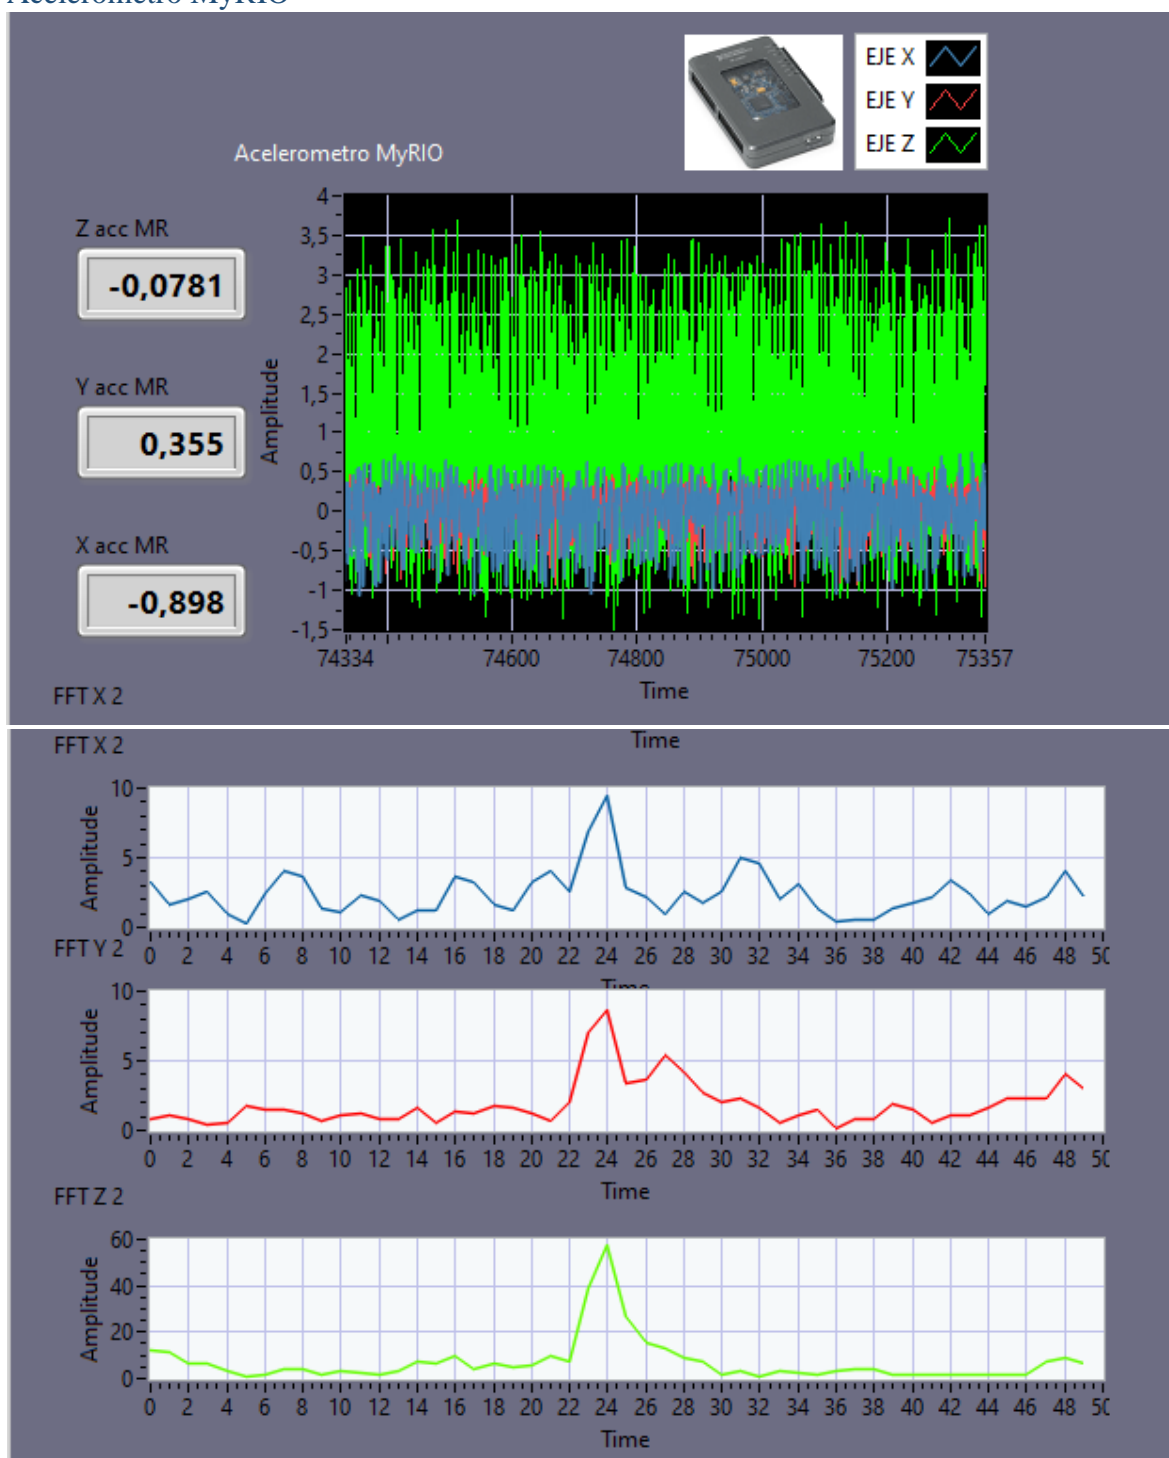 Acelerometro MyRIO
EJE X
EJE Y
EJE Z
Acelerometro MyRIO
Z acc MR
-0,0781
Y acc MR
0,355
X acc MR
-0,898
Amplitude
4
3,5
3
2,5
2
1,5
1
0,5
0
-0,5
-1
-1,5
74334 74600 74800 75000 75200 75357
Time
FFT X 2
Time
FFT X 2
Amplitude
10
5
0
0 2 4 6 8 10 12 14 16 18 20 22 24 26 28 30 32 34 36 38 40 42 44 46 48 50
Time
FFT Y 2
Amplitude
10
5
0
0 2 4 6 8 10 12 14 16 18 20 22 24 26 28 30 32 34 36 38 40 42 44 46 48 50
Time
FFT Z 2
Amplitude
60
40
20
0
0 2 4 6 8 10 12 14 16 18 20 22 24 26 28 30 32 34 36 38 40 42 44 46 48 50
Time